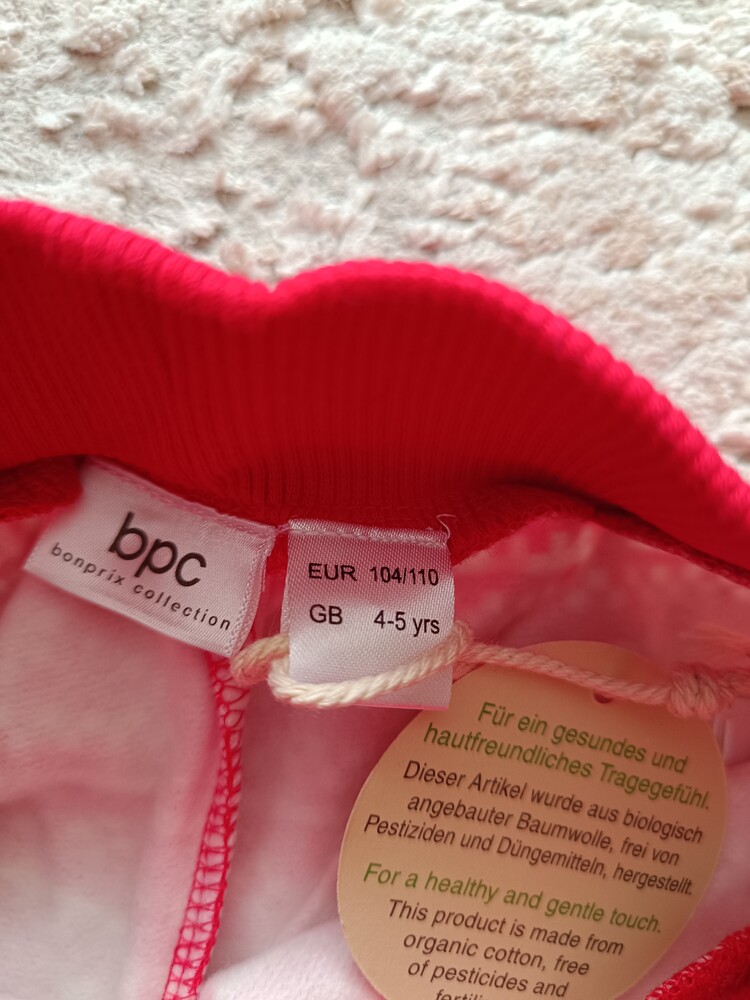 bpc
bonprix collection
EUR 104/110
GB 4-5 yrs
Für ein gesundes und
hautfreundliches Tragegefühl.
Dieser Artikel wurde aus biologisch
angebauter Baumwolle, frei von
Pestiziden und Düngemitteln, hergestellt.
For a healthy and gentle touch.
This product is made from
organic cotton, free
of pesticides and